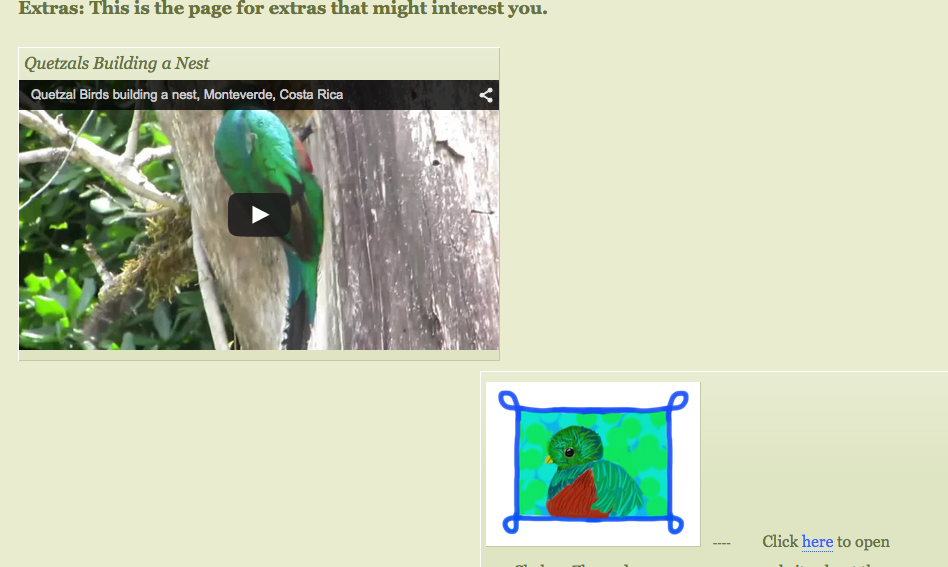 Extras: This is the page for extras that might interest you.
Quetzals Building a Nest
Quetzal Birds building a nest, Monteverde, Costa Rica
---- Click here to open